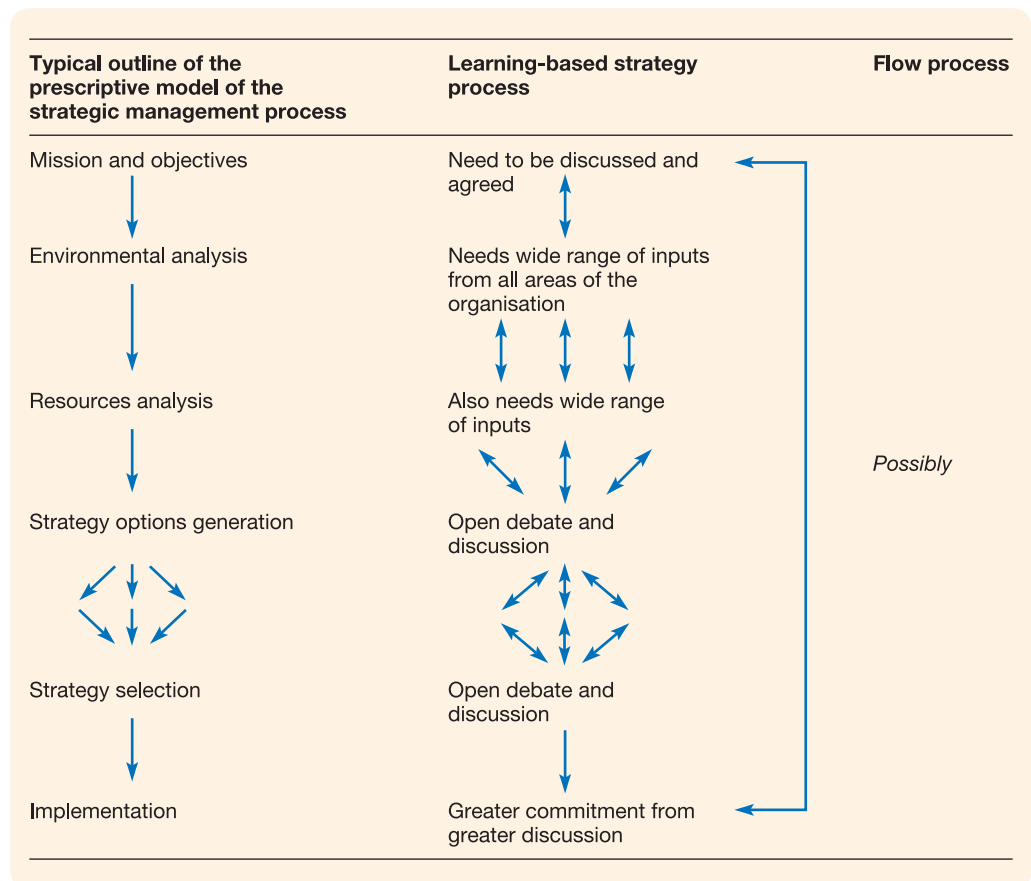 Typical outline of the
prescriptive model of the
strategic management process
Learning-based strategy
process
Flow process
Mission and objectives
Need to be discussed and
agreed
Environmental analysis
Needs wide range of inputs
from all areas of the
organisation
Resources analysis
Also needs wide range
of inputs
Possibly
Strategy options generation
Open debate and
discussion
Strategy selection
Open debate and
discussion
Implementation
Greater commitment from
greater discussion